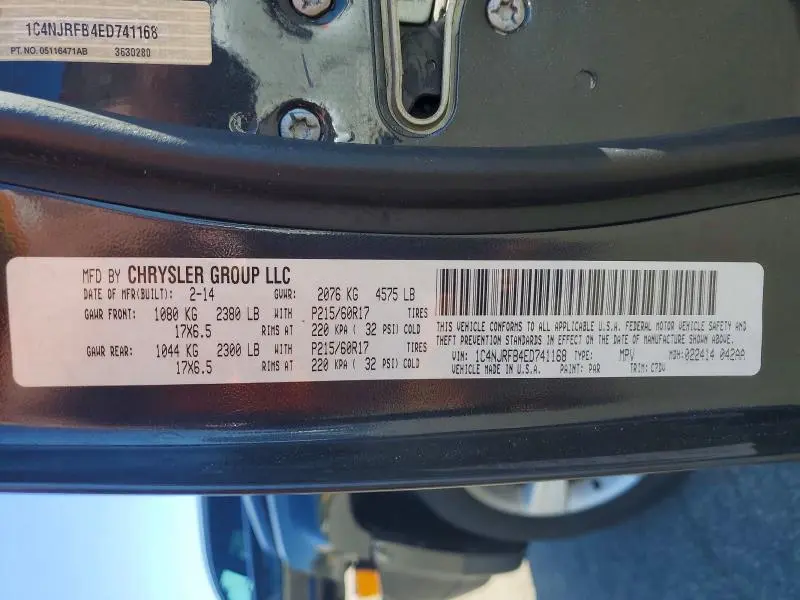 1C4NJRFB4ED741168
PT. NO. 05116471AB 3630280
MFD BY CHRYSLER GROUP LLC
DATE OF MFR(BUILT): 2-14 GVWR: 2076 KG 4575 LB
GAWR FRONT: 1080 KG 2380 LB WITH P215/60R17 TIRES
17X6.5 RIMS AT 220 KPA ( 32 PSI) COLD
GAWR REAR: 1044 KG 2300 LB WITH P215/60R17 TIRES
17X6.5 RIMS AT 220 KPA ( 32 PSI) COLD
THIS VEHICLE CONFORMS TO ALL APPLICABLE U.S.A. FEDERAL MOTOR VEHICLE SAFETY AND
THEFT PREVENTION STANDARDS IN EFFECT ON THE DATE OF MANUFACTURE SHOWN ABOVE.
VIN: 1C4NJRFB4ED741168 TYPE: MPV MDH:022414 042AA
VEHICLE MADE IN U.S.A. PAINT: PAR TRIM: C7DV